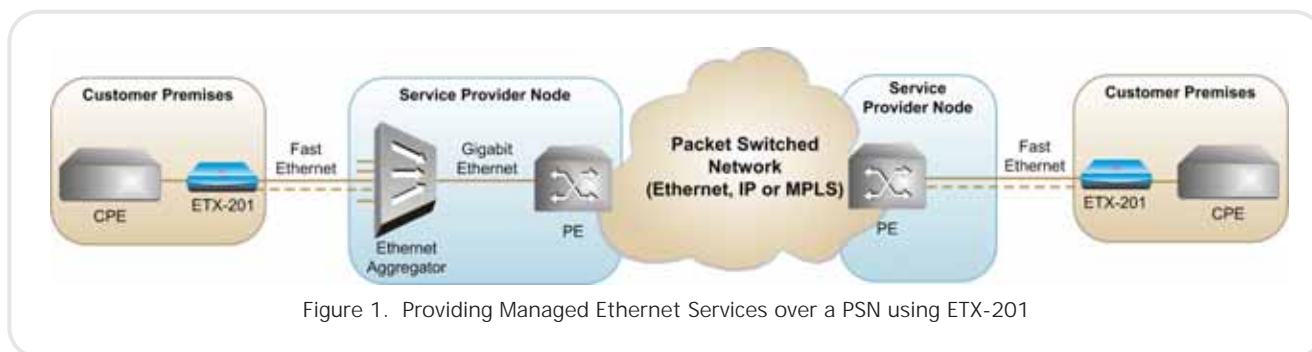 Customer Premises
CPE
ETX-201
Fast
Ethernet
Service Provider Node
Ethernet
Aggregator
Gigabit
Ethernet
PE
Packet Switched
Network
(Ethernet, IP or MPLS)
Service
Provider Node
PE
Fast
Ethernet
Customer Premises
ETX-201
CPE
Figure 1. Providing Managed Ethernet Services over a PSN using ETX-201